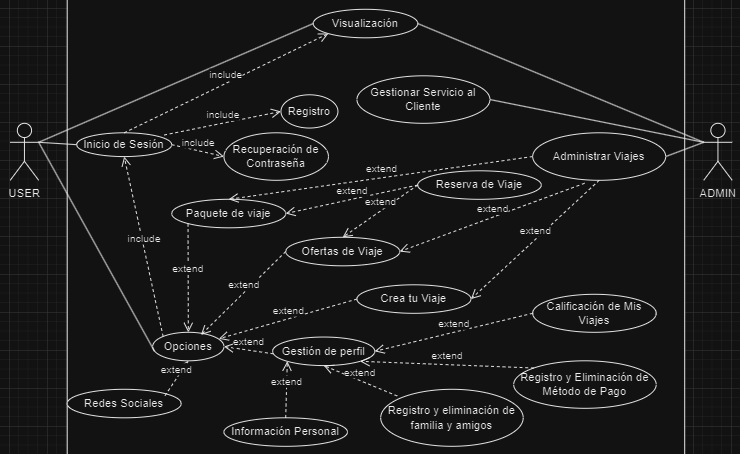 Visualización
include
Gestionar Servicio al
Cliente
Registro
include
Inicio de Sesión
include
Recuperación de
Contraseña
Administrar Viajes
USER
ADMIN
extend
Reserva de Viaje
extend
extend
Paquete de viaje
extend
include
extend
Ofertas de Viaje
extend
extend
Crea tu Viaje
extend
Calificación de Mis
Viajes
extend
Opciones
extend
Gestión de perfil
extend
extend
extend
extend
Registro y Eliminación de
Método de Pago
Redes Sociales
extend
Registro y eliminación de
familia y amigos
Información Personal